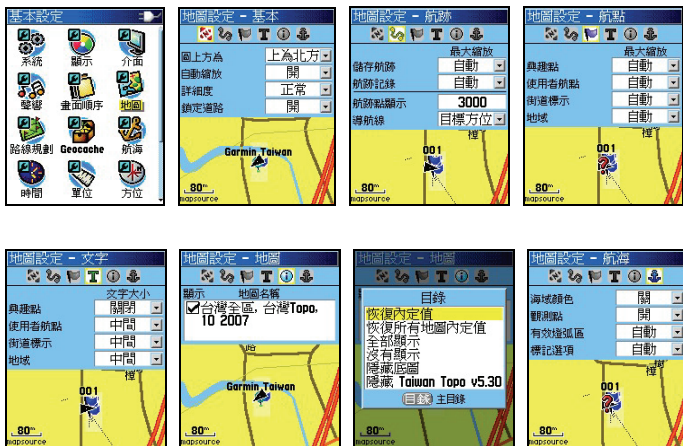 基本設定
系統 顯示 介面
聲響 畫面順序 地圖
路線規劃 Geocache 航海
時間 單位 方位
地圖設定 - 基本
圖上方為 上為北方
自動縮放 開
詳細度 正常
鎖定道路 開
Garmin Taiwan
80m
mapsource
地圖設定 - 航跡
最大縮放
儲存航跡 自動
航跡記錄 自動
航跡點顯示 3000
導航線 目標方位
樟
001
80m
mapsource
地圖設定 - 航點
最大縮放
興趣點 自動
使用者航點 自動
街道標示 自動
地域 自動
樟
001
80m
mapsource
地圖設定 - 文字
文字大小
興趣點 關閉
使用者航點 中間
街道標示 中間
地域 中間
樟
001
80m
mapsource
地圖設定 - 地圖
顯示 地圖名稱
台灣全區, 台灣Topo,
10 2007
路
Garmin Taiwan
80m
mapsource
地圖設定 - 地圖
目錄
恢復內定值
恢復所有地圖內定值
全部顯示
沒有顯示
隱藏底圖
隱藏 Taiwan Topo v5.30
目錄 主目錄
80m
mapsource
地圖設定 - 航海
海域顏色 關
觀測點 開
有效燈弧區 自動
標記選項 自動
樟
001
80m
mapsource